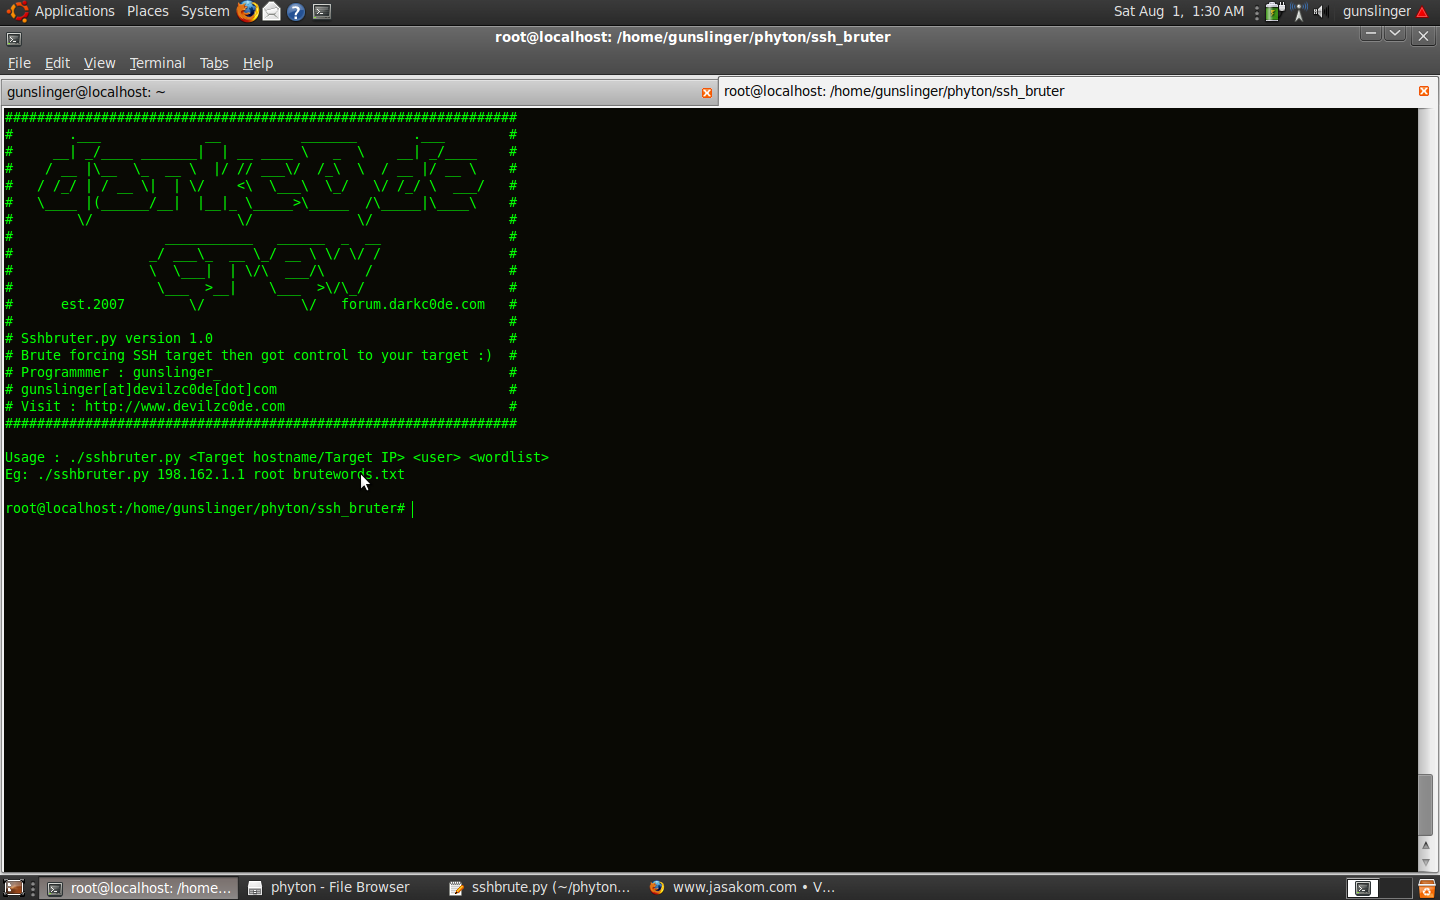 Applications Places System Sat Aug 1, 1:30 AM gunslinger
root@localhost: /home/gunslinger/phyton/ssh_bruter
File Edit View Terminal Tabs Help
gunslinger@localhost: ~ root@localhost: /home/gunslinger/phyton/ssh_bruter
darkc0de
crew
# est.2007 forum.darkc0de.com #
# Sshbruter.py version 1.0 #
# Brute forcing SSH target then got control to your target :) #
# Programmmer : gunslinger_ #
# gunslinger[at]devilzc0de[dot]com #
# Visit : http://www.devilzc0de.com #
################################################################
Usage : ./sshbruter.py <Target hostname/Target IP> <user> <wordlist>
Eg: ./sshbruter.py 198.162.1.1 root brutewords.txt
root@localhost:/home/gunslinger/phyton/ssh_bruter#
root@localhost: /home... phyton - File Browser sshbrute.py (~/phyton... www.jasakom.com • V...